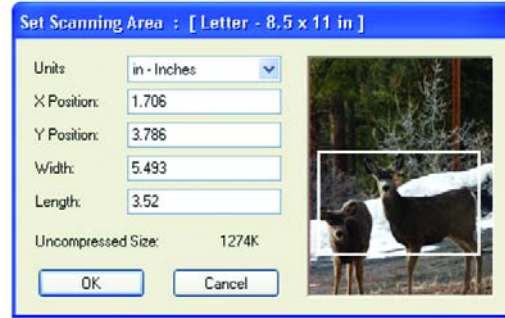 Set Scanning Area : [ Letter - 8.5 x 11 in ]
Units in - Inches
X Position: 1.706
Y Position: 3.786
Width: 5.493
Length: 3.52
Uncompressed Size: 1274K
OK Cancel